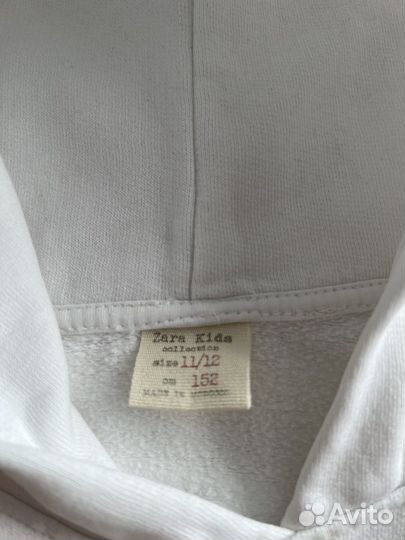 Zara Kids
collection
size 11/12
cm 152
MADE IN MOROCCO
Avito